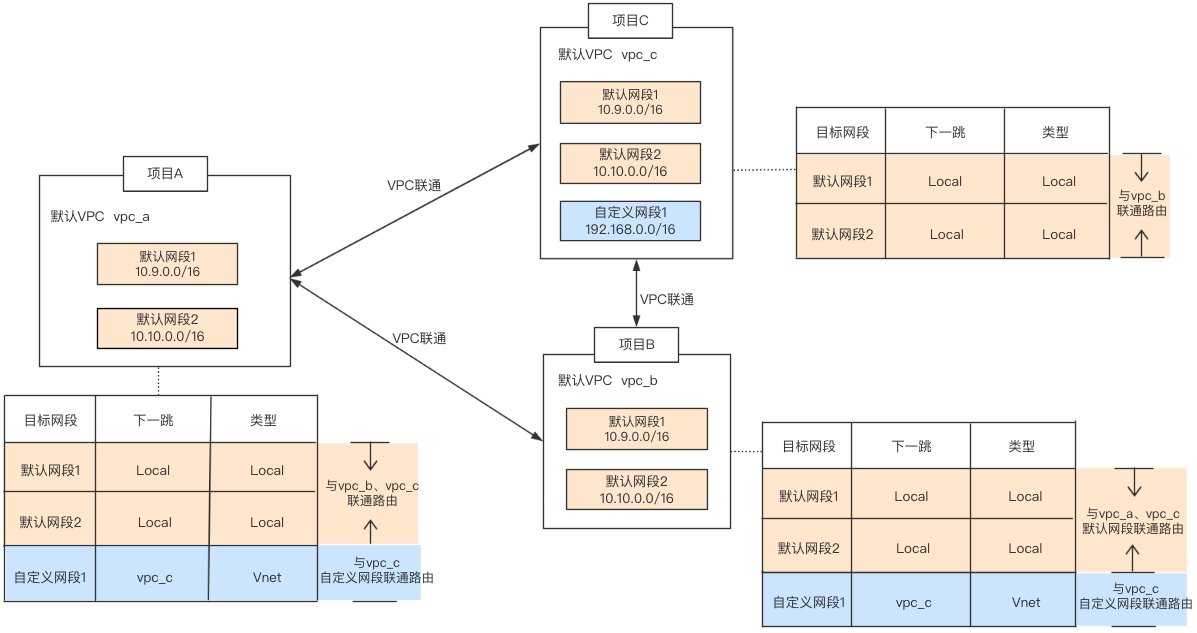 项目C
默认VPC vpc_c
默认网段1
10.9.0.0/16
默认网段2
10.10.0.0/16
自定义网段1
192.168.0.0/16
目标网段 下一跳 类型
默认网段1 Local Local
默认网段2 Local Local
与vpc_b
联通路由
项目A
默认VPC vpc_a
默认网段1
10.9.0.0/16
默认网段2
10.10.0.0/16
VPC联通
VPC联通
VPC联通
项目B
默认VPC vpc_b
默认网段1
10.9.0.0/16
默认网段2
10.10.0.0/16
目标网段 下一跳 类型
默认网段1 Local Local
默认网段2 Local Local
自定义网段1 vpc_c Vnet
与vpc_b、vpc_c
联通路由
与vpc_c
自定义网段联通路由
目标网段 下一跳 类型
默认网段1 Local Local
默认网段2 Local Local
自定义网段1 vpc_c Vnet
与vpc_a、vpc_c
默认网段联通路由
与vpc_c
自定义网段联通路由